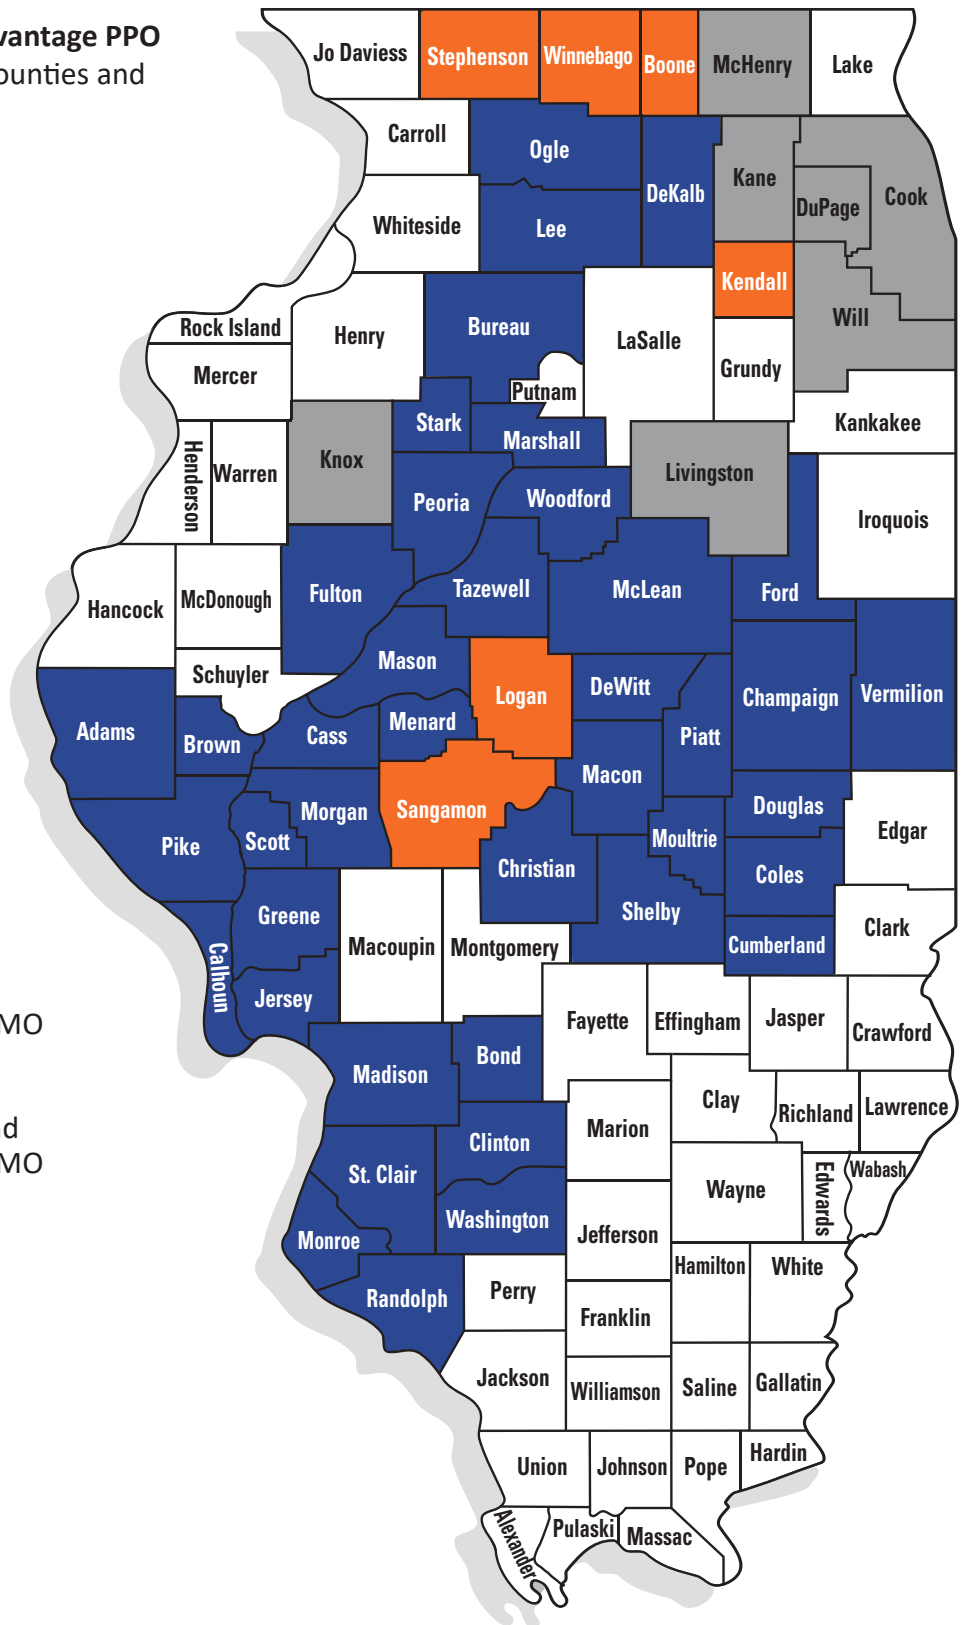 vantage PPO
ounties and
Jo Daviess
Stephenson
Winnebago
Boone
McHenry
Lake
Carroll
Ogle
DeKalb
Kane
DuPage
Cook
Whiteside
Lee
Kendall
Will
Rock Island
Henry
Bureau
LaSalle
Grundy
Mercer
Putnam
Kankakee
Stark
Marshall
Henderson
Warren
Knox
Livingston
Peoria
Woodford
Iroquois
Hancock
McDonough
Fulton
Tazewell
McLean
Ford
Schuyler
Mason
Logan
DeWitt
Champaign
Vermilion
Adams
Brown
Cass
Menard
Piatt
Macon
Pike
Scott
Morgan
Sangamon
Christian
Moultrie
Douglas
Edgar
Coles
Greene
Shelby
Calhoun
Macoupin
Montgomery
Cumberland
Clark
Jersey
MO
Fayette
Effingham
Jasper
Crawford
Madison
Bond
Clay
Richland
Lawrence
nd
MO
Clinton
Marion
St. Clair
Wayne
Edwards
Wabash
Washington
Jefferson
Monroe
Hamilton
White
Randolph
Perry
Franklin
Jackson
Williamson
Saline
Gallatin
Union
Johnson
Pope
Hardin
Alexander
Pulaski
Massac